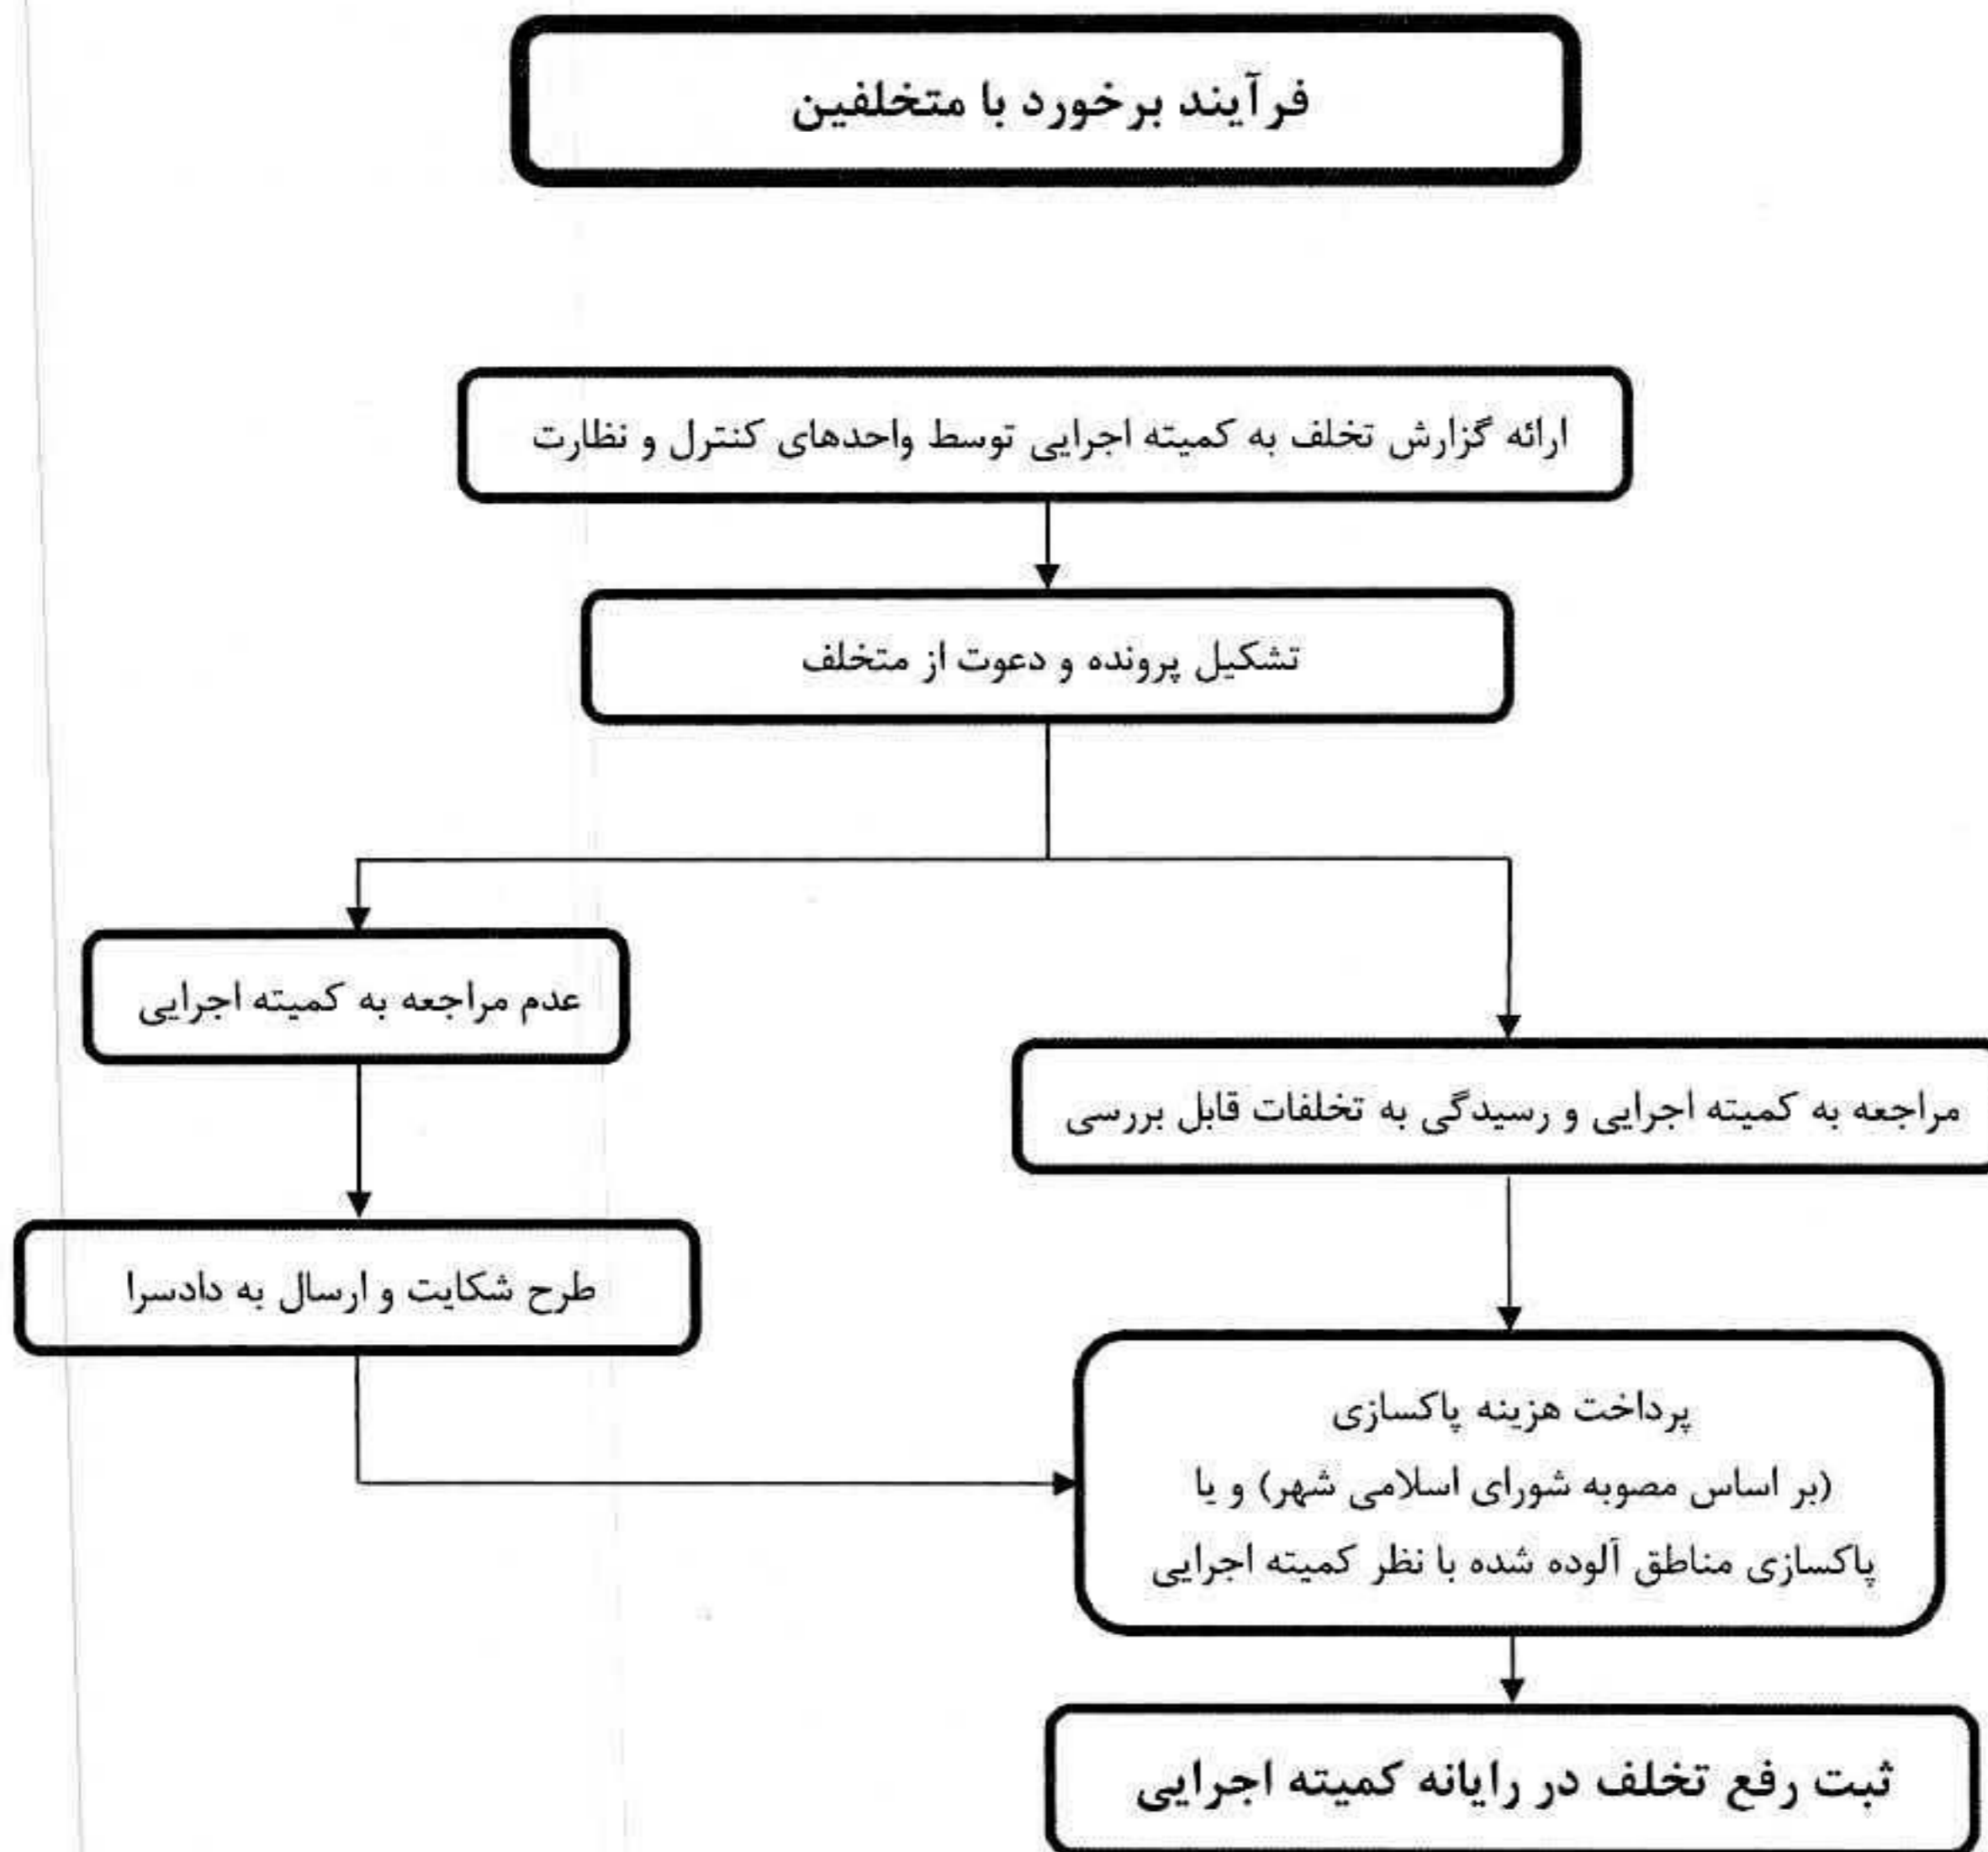 فرآیند برخورد با متخلفین
ارائه گزارش تخلف به کمیته اجرایی توسط واحدهای کنترل و نظارت
تشکیل پرونده و دعوت از متخلف
عدم مراجعه به کمیته اجرایی
مراجعه به کمیته اجرایی و رسیدگی به تخلفات قابل بررسی
طرح شکایت و ارسال به دادسرا
پرداخت هزینه پاکسازی
(بر اساس مصوبه شورای اسلامی شهر) و یا
پاکسازی مناطق آلوده شده با نظر کمیته اجرایی
ثبت رفع تخلف در رایانه کمیته اجرایی